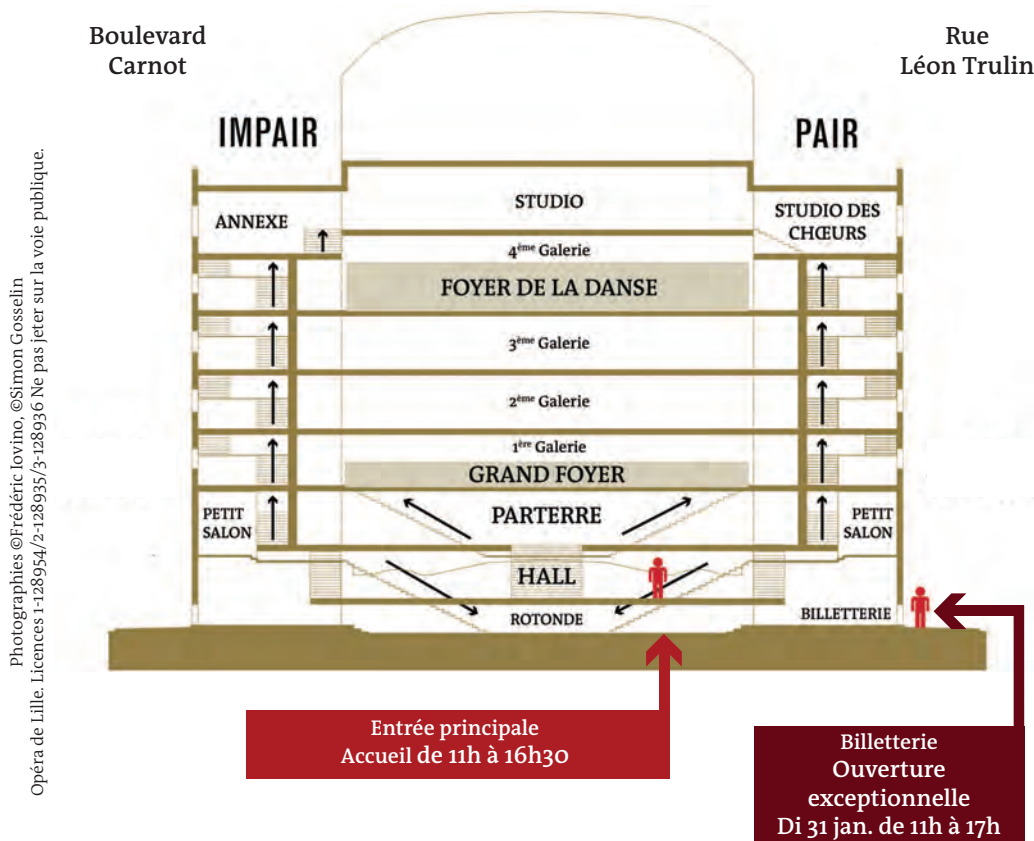 Boulevard
Carnot
Rue
Léon Trulin
IMPAIR
PAIR
STUDIO
ANNEXE
STUDIO DES
CHŒURS
4ème Galerie
FOYER DE LA DANSE
3ème Galerie
2ème Galerie
1ère Galerie
GRAND FOYER
PETIT
SALON
PARTERRE
PETIT
SALON
HALL
ROTONDE
BILLETTERIE
Entrée principale
Accueil de 11h à 16h30
Billetterie
Ouverture
exceptionnelle
Di 31 jan. de 11h à 17h
Photographies ©Frédéric Iovino, ©Simon Gosselin
Opéra de Lille. Licences 1-128954/2-128935/3-128936 Ne pas jeter sur la voie publique.